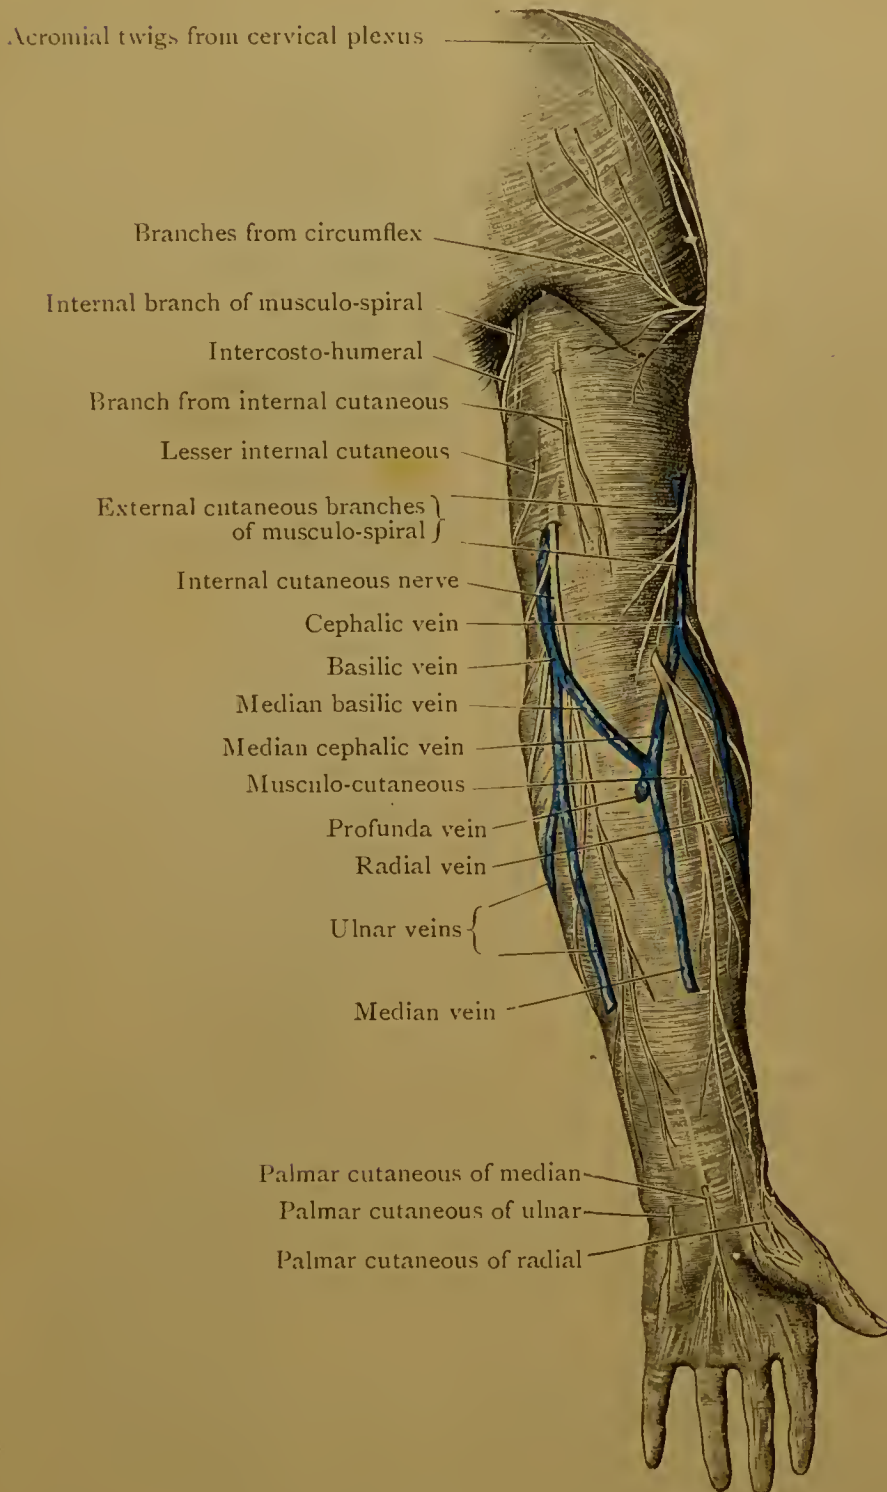 Acromial twigs from cervical plexus
Branches from circumflex
Internal branch of musculo-spiral
Intercosto-humeral
Branch from internal cutaneous
Lesser internal cutaneous
External cutaneous branches
of musculo-spiral
Internal cutaneous nerve
Cephalic vein
Basilic vein
Median basilic vein
Median cephalic vein
Musculo-cutaneous
Profunda vein
Radial vein
Ulnar veins
Median vein
Palmar cutaneous of median
Palmar cutaneous of ulnar
Palmar cutaneous of radial